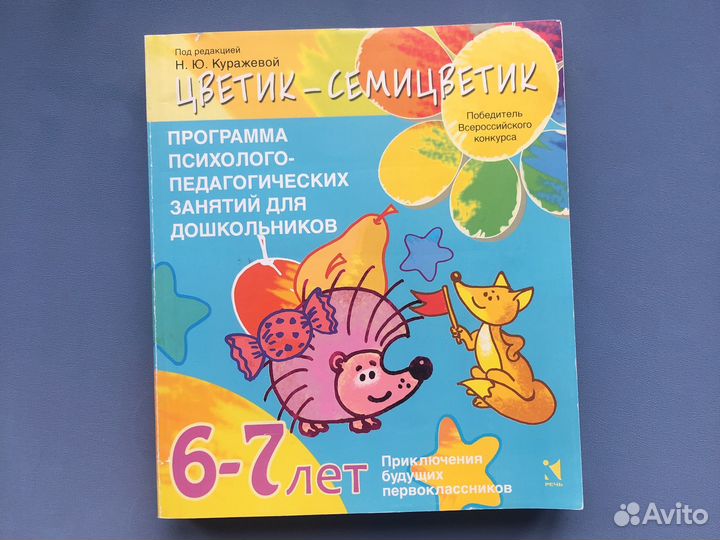 Под редакцией
Н. Ю. Куражевой
ЦВЕТИК – СЕМИЦВЕТИК
Победитель
Всероссийского
конкурса
ПРОГРАММА
ПСИХОЛОГО-
ПЕДАГОГИЧЕСКИХ
ЗАНЯТИЙ ДЛЯ
ДОШКОЛЬНИКОВ
6-7 лет
Приключения
будущих
первоклассников
РЕЧЬ
Avito